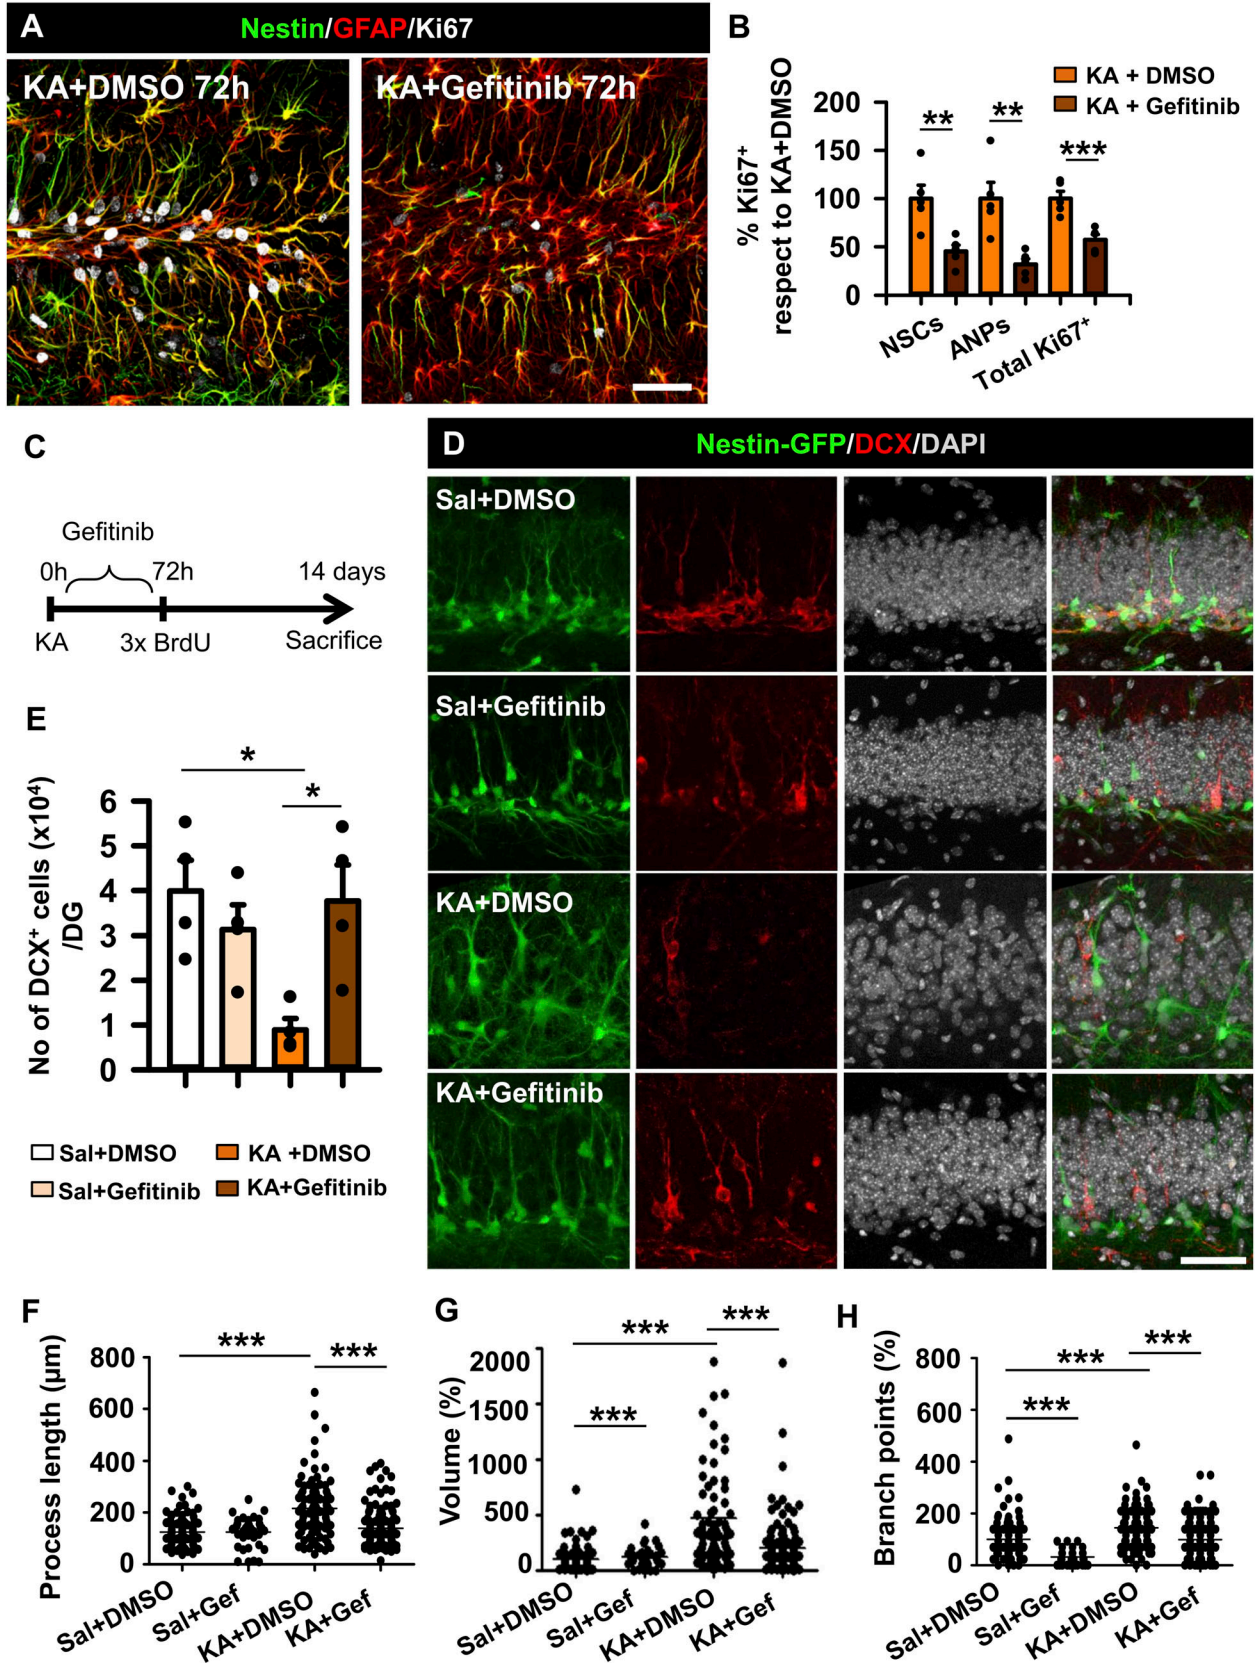 A
Nestin/GFAP/Ki67
KA+DMSO 72h
KA+Gefitinib 72h
B
KA + DMSO
KA + Gefitinib
% Ki67⁺
respect to KA+DMSO
200
150
100
50
0
**
**
***
NSCs
ANPs
Total Ki67⁺
C
Gefitinib
0h
72h
14 days
KA
3x BrdU
Sacrifice
D
Nestin-GFP/DCX/DAPI
Sal+DMSO
Sal+Gefitinib
KA+DMSO
KA+Gefitinib
E
No of DCX⁺ cells (x10⁴)
/DG
6
5
4
3
2
1
0
*
*
Sal+DMSO
KA +DMSO
Sal+Gefitinib
KA+Gefitinib
F
Process length (µm)
800
600
400
200
0
***
***
Sal+DMSO
Sal+Gef
KA+DMSO
KA+Gef
G
Volume (%)
2000
1500
1000
500
0
***
***
***
Sal+DMSO
Sal+Gef
KA+DMSO
KA+Gef
H
Branch points (%)
800
600
400
200
0
***
***
***
Sal+DMSO
Sal+Gef
KA+DMSO
KA+Gef